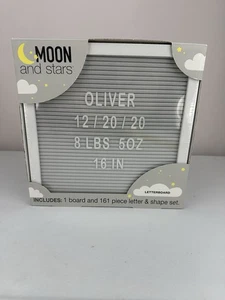 MOON
and stars
OLIVER
12/20/20
8 LBS 5OZ
18 IN
LETTERBOARD
INCLUDES: 1 board and 161 piece letter & shape set.